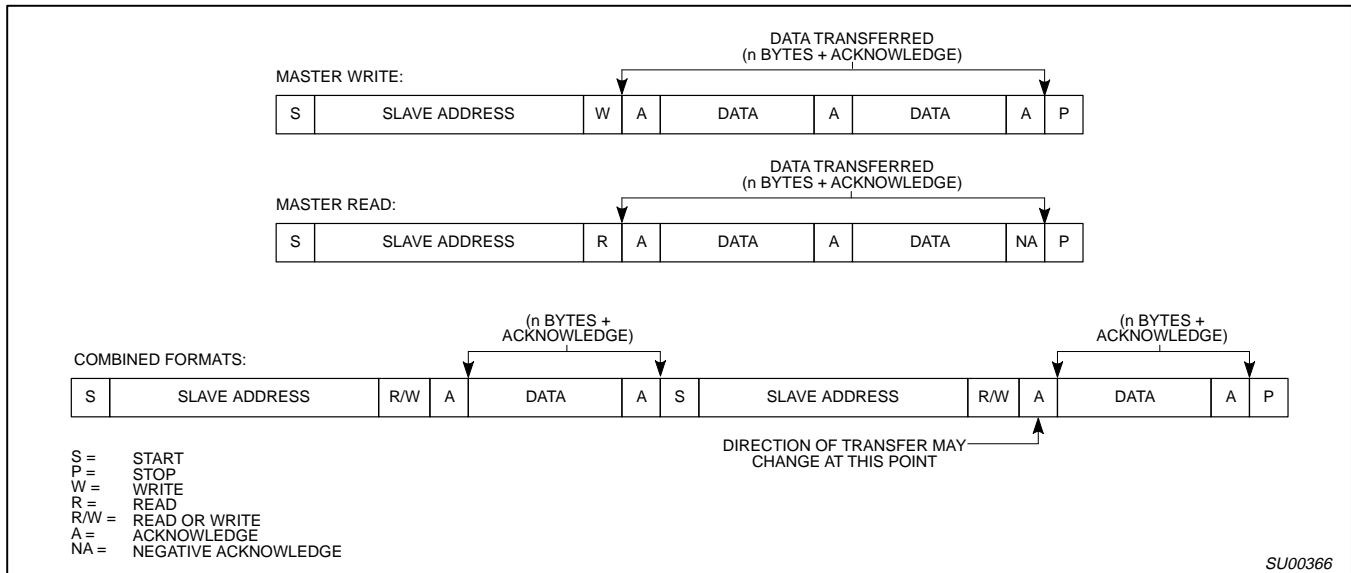 DATA TRANSFERRED
(n BYTES + ACKNOWLEDGE)
MASTER WRITE:
S SLAVE ADDRESS W A DATA A DATA A P
DATA TRANSFERRED
(n BYTES + ACKNOWLEDGE)
MASTER READ:
S SLAVE ADDRESS R A DATA A DATA NA P
(n BYTES +
ACKNOWLEDGE)
(n BYTES +
ACKNOWLEDGE)
COMBINED FORMATS:
S SLAVE ADDRESS R/W A DATA A S SLAVE ADDRESS R/W A DATA A P
DIRECTION OF TRANSFER MAY
CHANGE AT THIS POINT
S = START
P = STOP
W = WRITE
R = READ
R/W = READ OR WRITE
A = ACKNOWLEDGE
NA = NEGATIVE ACKNOWLEDGE
SU00366